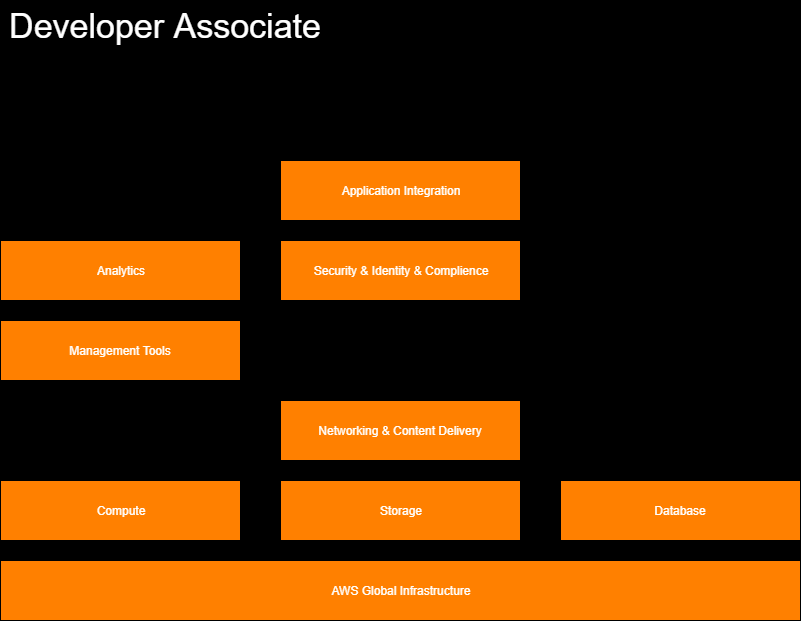 Developer Associate
Application Integration
Analytics
Security & Identity & Complience
Management Tools
Networking & Content Delivery
Compute
Storage
Database
AWS Global Infrastructure